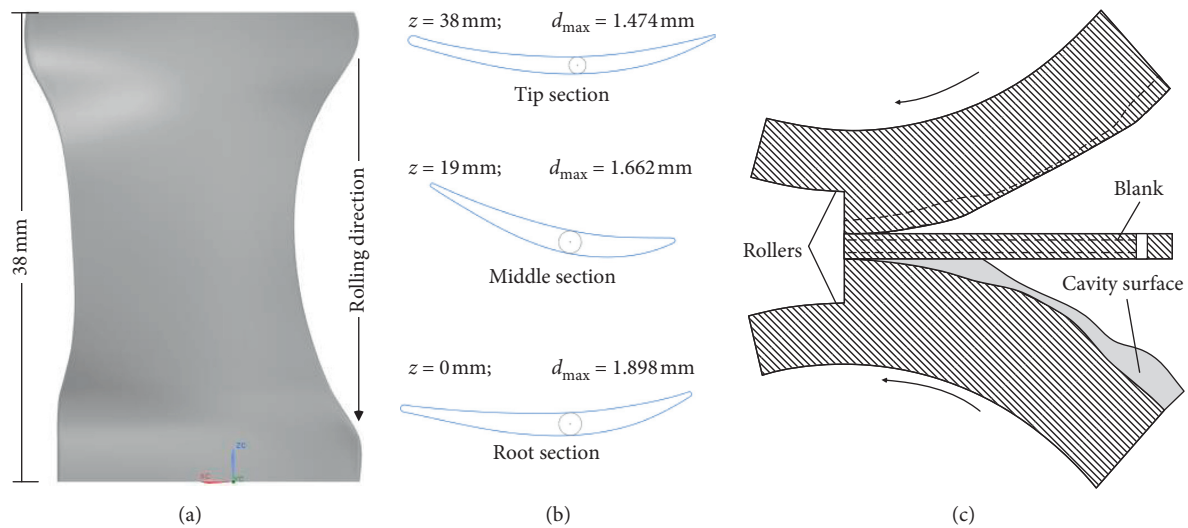 38 mm
Rolling direction
ZC
(a)
z = 38 mm; d_max = 1.474 mm
Tip section
z = 19 mm; d_max = 1.662 mm
Middle section
z = 0 mm; d_max = 1.898 mm
Root section
(b)
Rollers
Blank
Cavity surface
(c)